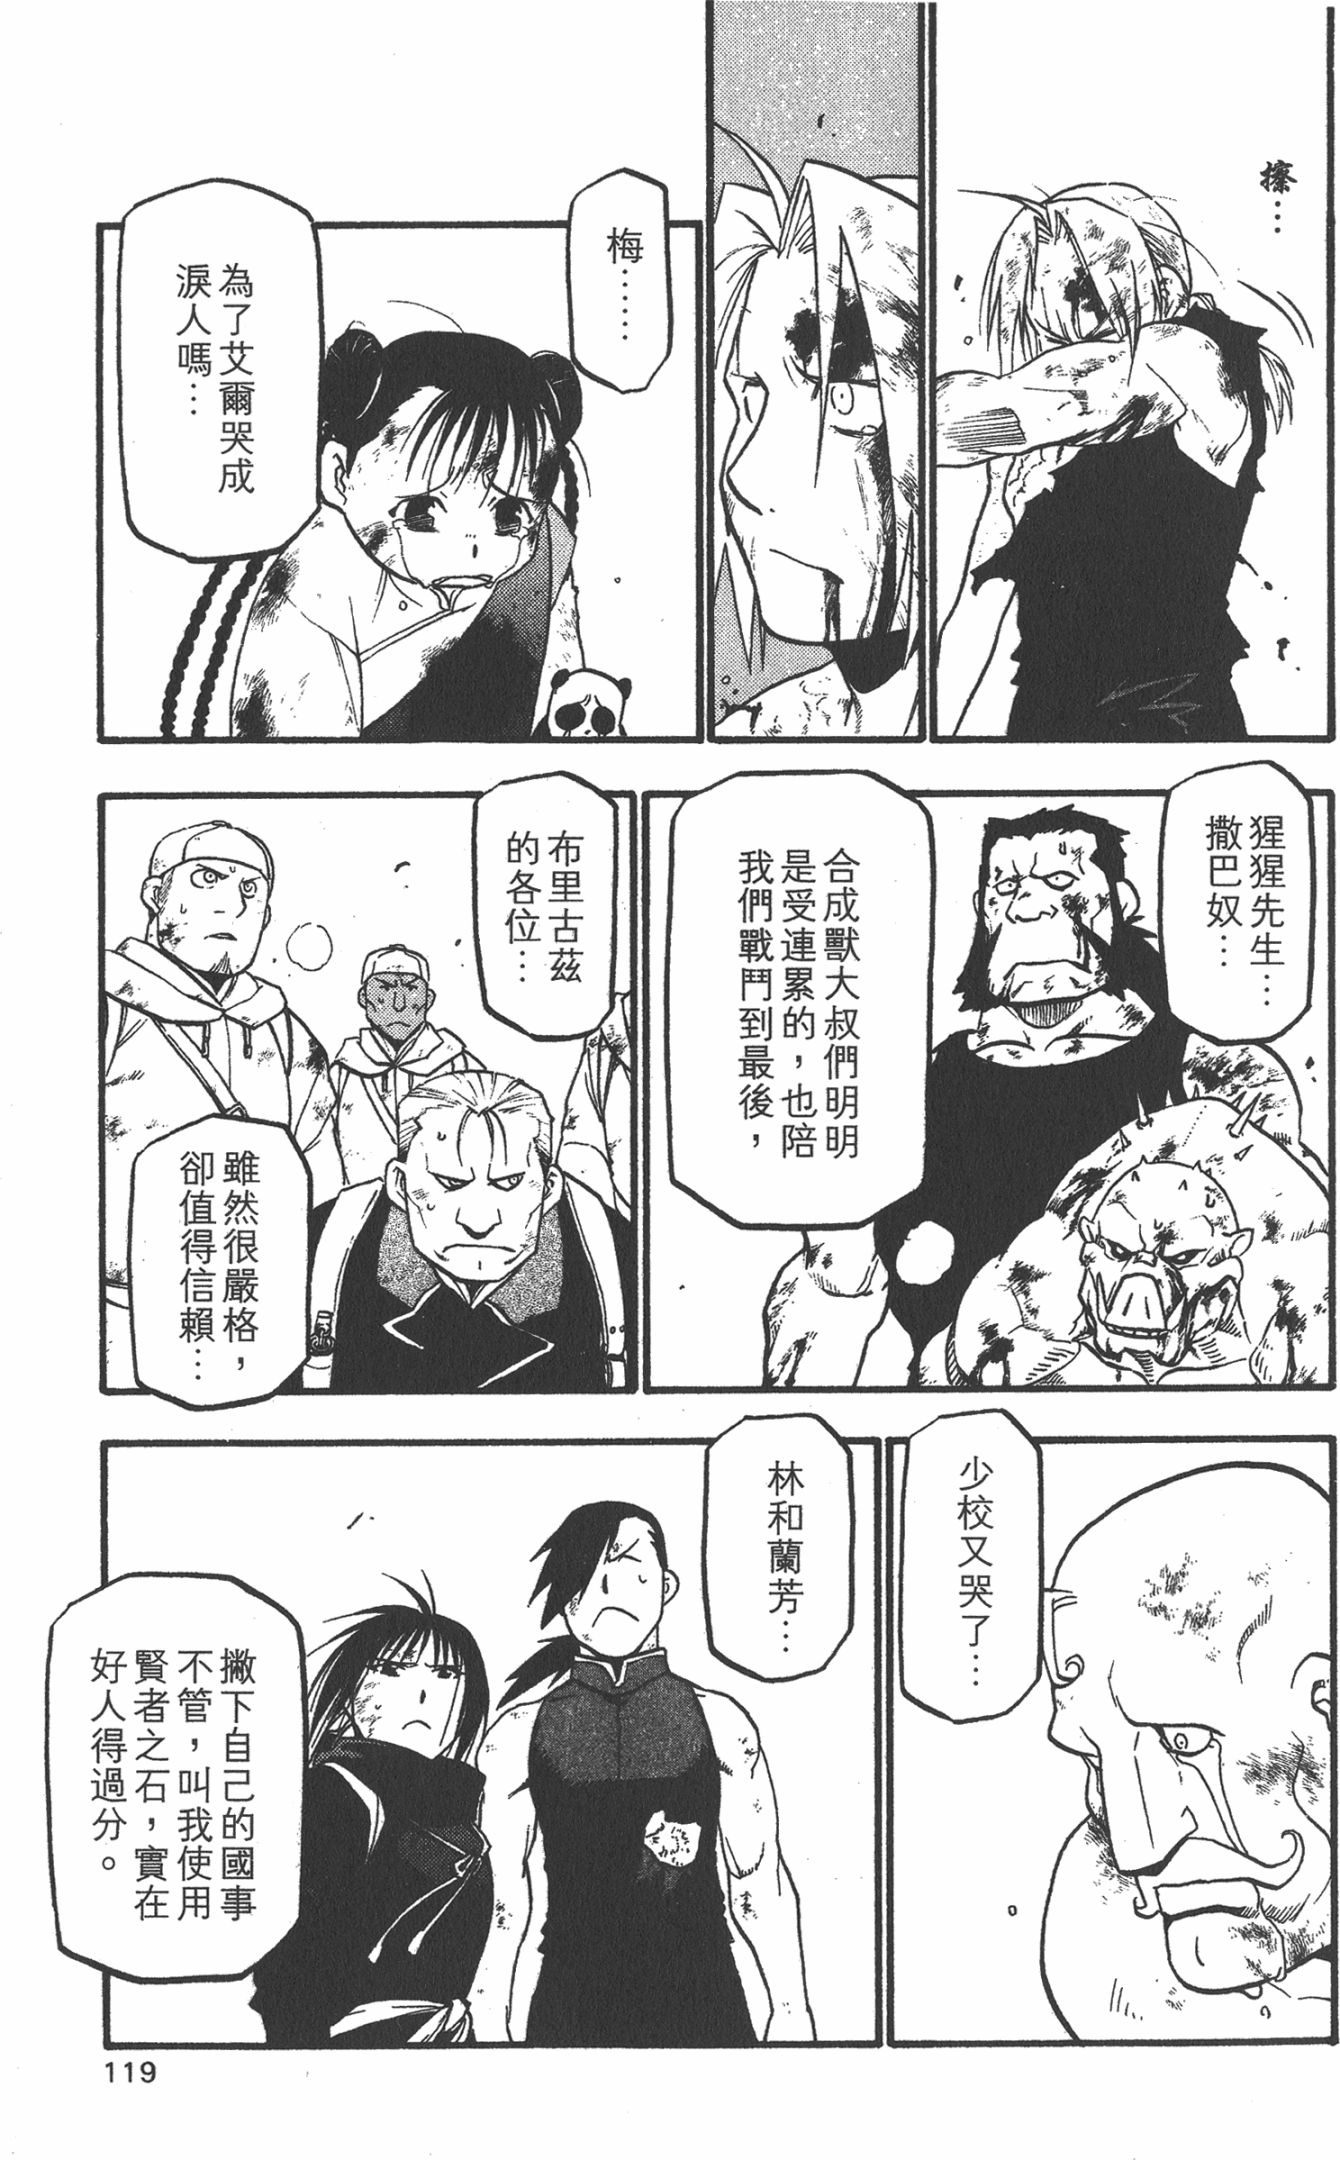 擦…
梅……
為了艾爾哭成
淚人嗎…
猩猩先生…
撒巴奴…
合成獸大叔們明明
是受連累的，也陪
我們戰鬥到最後，
布里古茲
的各位…
雖然很嚴格，
卻值得信賴…
少校又哭了…
林和蘭芳…
撇下自己的國事
不管，叫我使用
賢者之石，實在
好人得過分。
119